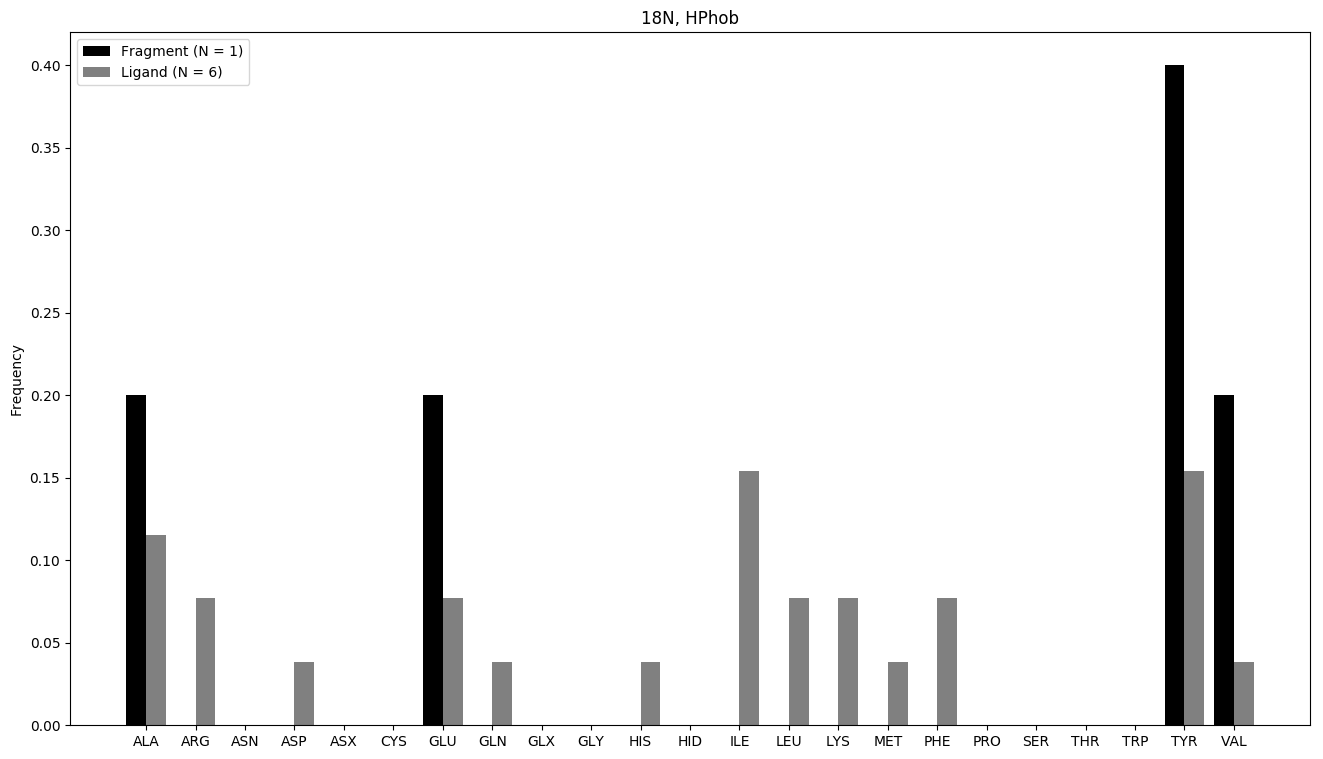 18N, HPhob
Fragment (N = 1)
Ligand (N = 6)
Frequency
0.40
0.35
0.30
0.25
0.20
0.15
0.10
0.05
0.00
ALA ARG ASN ASP ASX CYS GLU GLN GLX GLY HIS HID ILE LEU LYS MET PHE PRO SER THR TRP TYR VAL